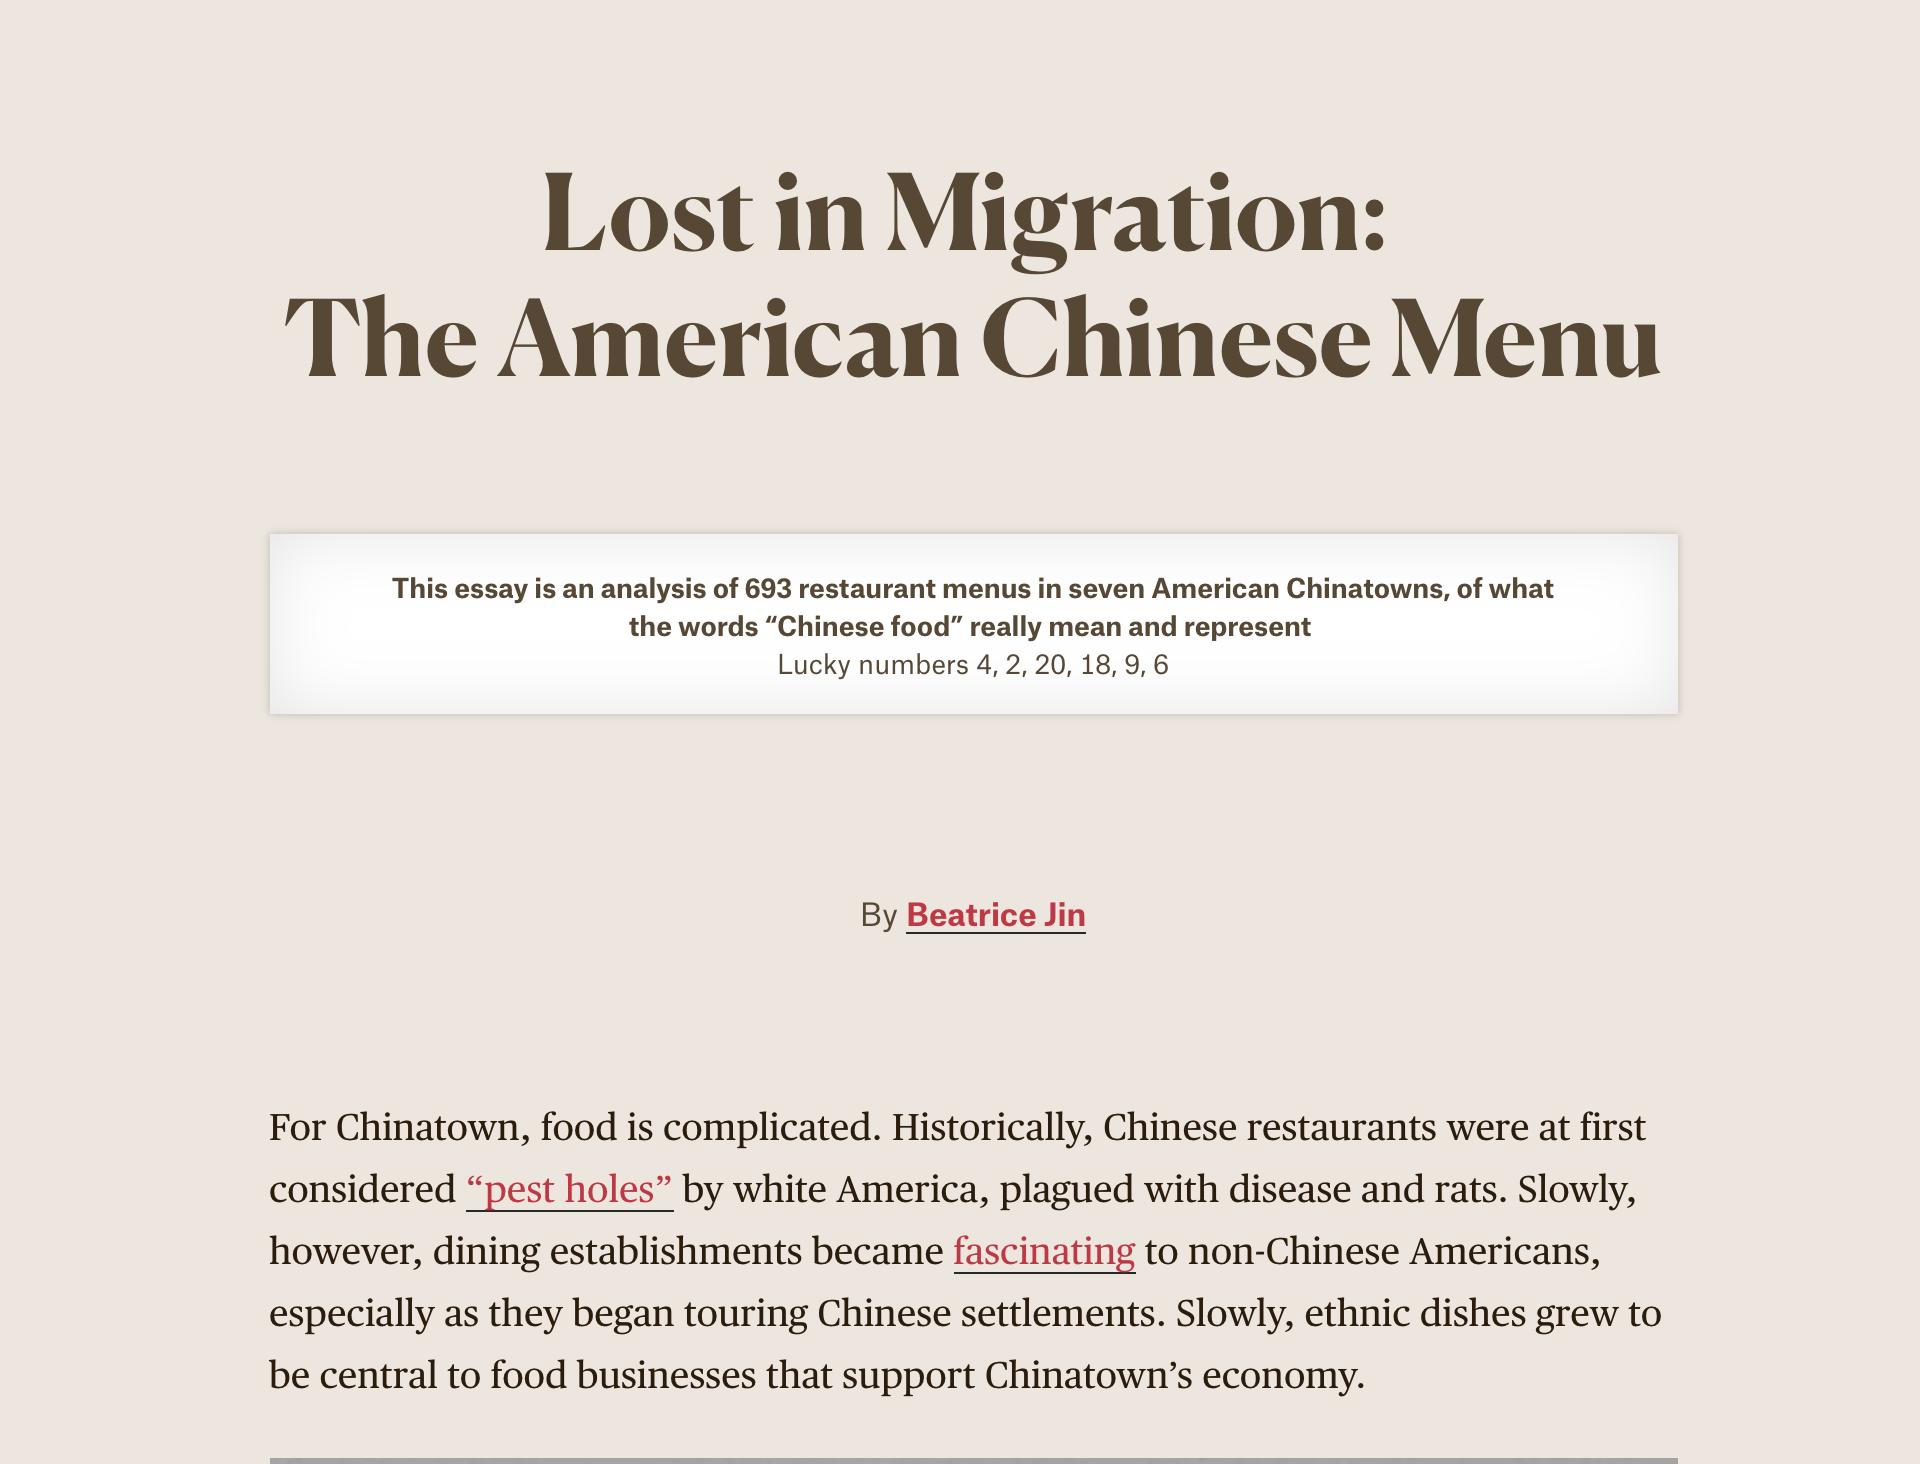 Lost in Migration:
The American Chinese Menu
This essay is an analysis of 693 restaurant menus in seven American Chinatowns, of what
the words “Chinese food” really mean and represent
Lucky numbers 4, 2, 20, 18, 9, 6
By Beatrice Jin
For Chinatown, food is complicated. Historically, Chinese restaurants were at first
considered “pest holes” by white America, plagued with disease and rats. Slowly,
however, dining establishments became fascinating to non-Chinese Americans,
especially as they began touring Chinese settlements. Slowly, ethnic dishes grew to
be central to food businesses that support Chinatown’s economy.